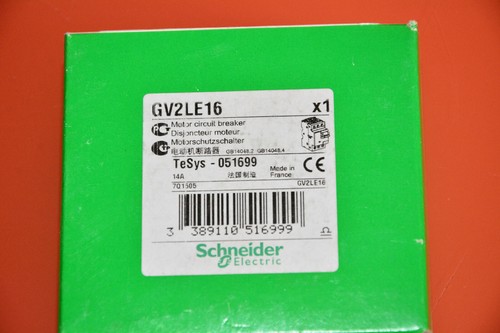 GV2LE16 x1
Motor circuit breaker
Disjoncteur moteur
Motorschutzschalter
电动机断路器 GB14048.2 GB14048.4
TeSys - 051699
14A 法国制造 Made in France
7Q1505 GV2LE16
3 389110 516999
Schneider
Electric